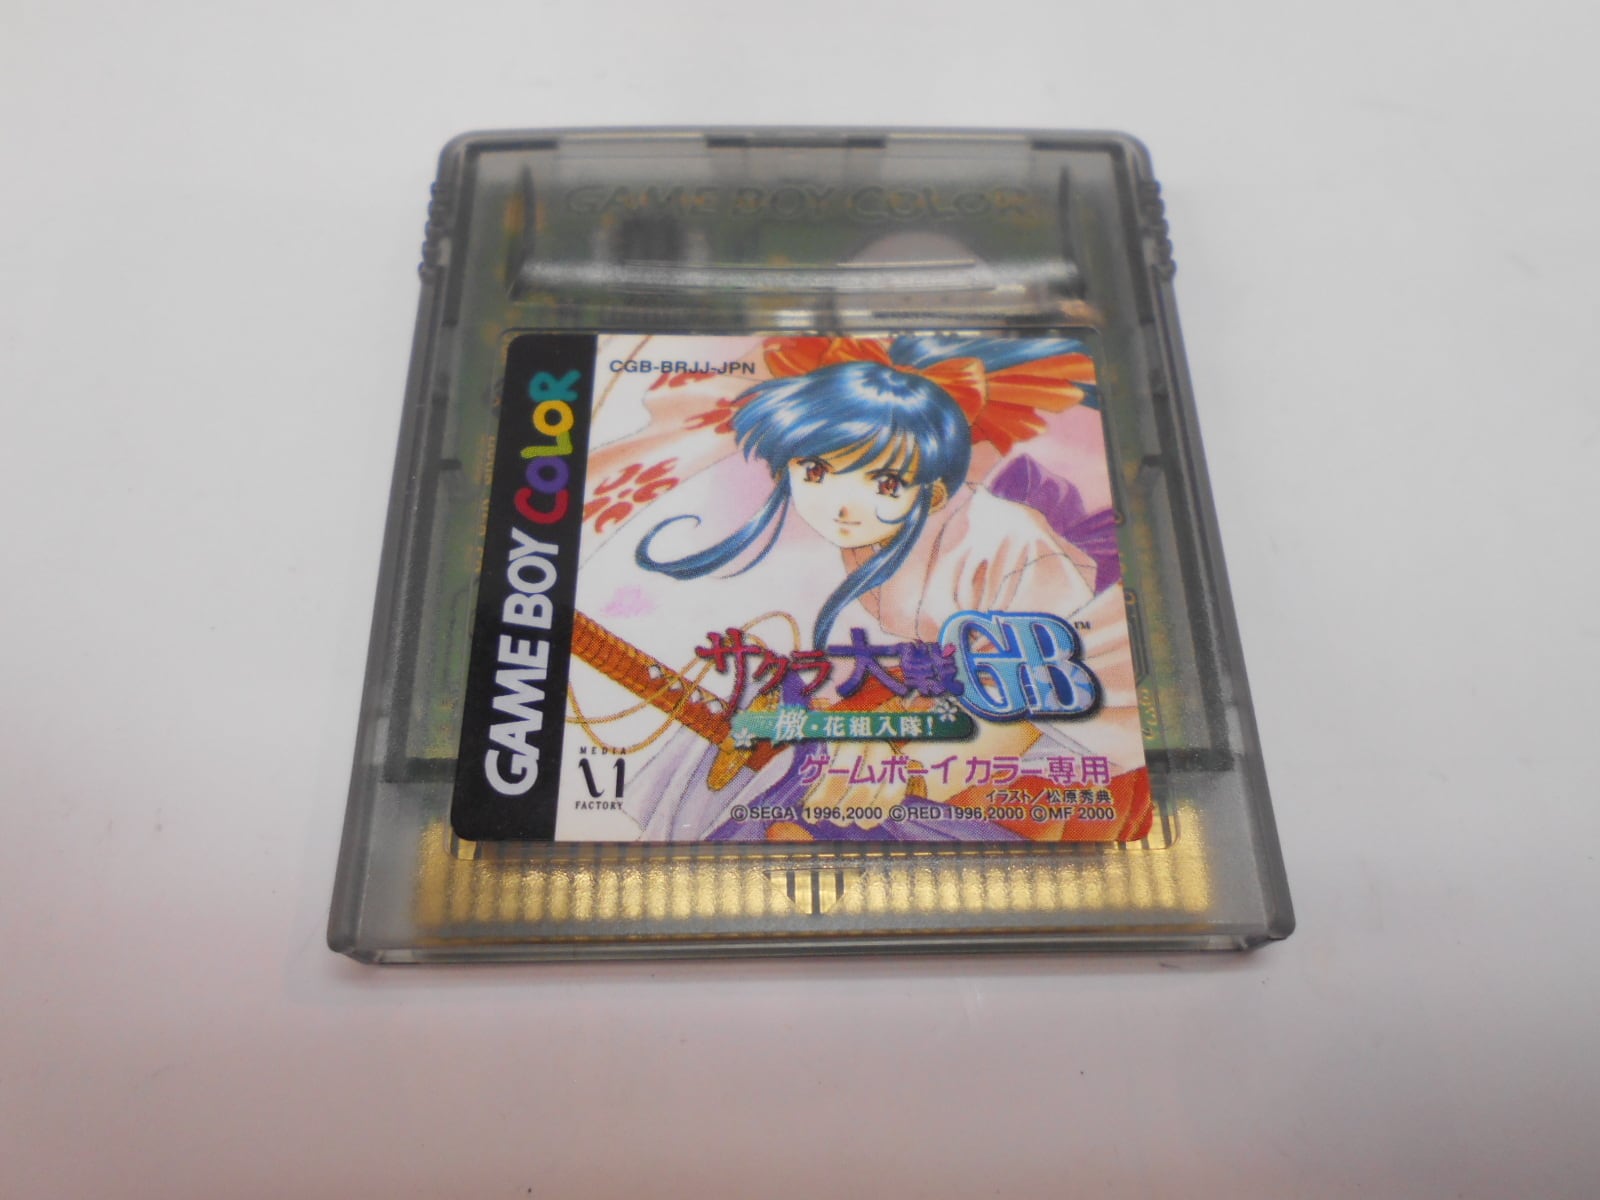 GAME BOY COLOR
GAME BOY COLOR
CGB-BRJJ-JPN
サクラ大戦GB™
檄・花組入隊!
ゲームボーイ カラー専用
イラスト/松原秀典
MEDIA
FACTORY
©SEGA 1996,2000 ©RED 1996,2000 ©MF 2000